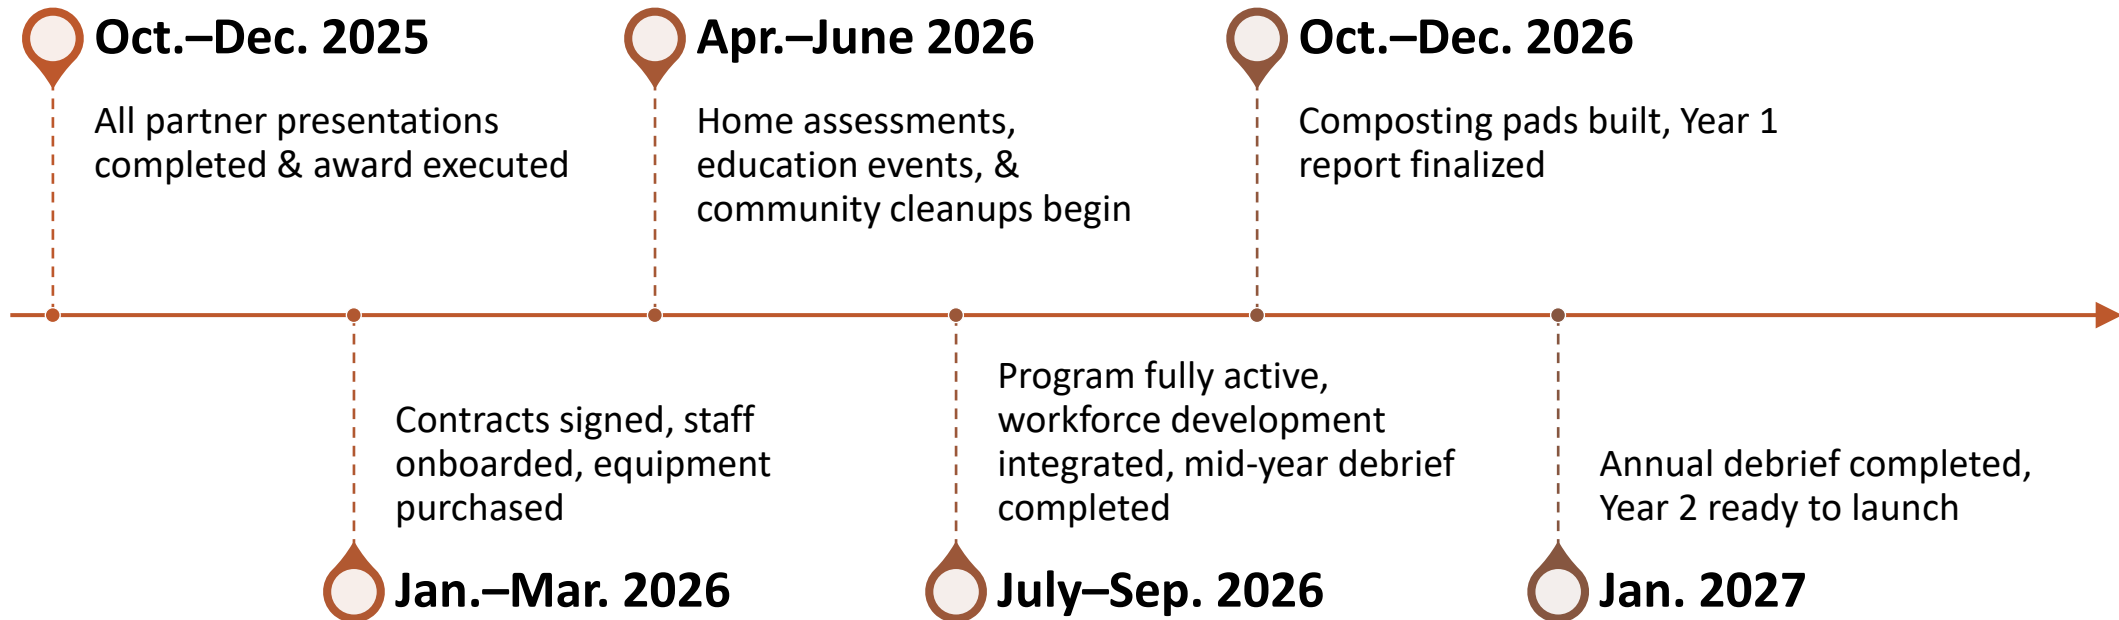 Oct.–Dec. 2025
All partner presentations
completed & award executed
Jan.–Mar. 2026
Contracts signed, staff
onboarded, equipment
purchased
Apr.–June 2026
Home assessments,
education events, &
community cleanups begin
July–Sep. 2026
Program fully active,
workforce development
integrated, mid-year debrief
completed
Oct.–Dec. 2026
Composting pads built, Year 1
report finalized
Jan. 2027
Annual debrief completed,
Year 2 ready to launch